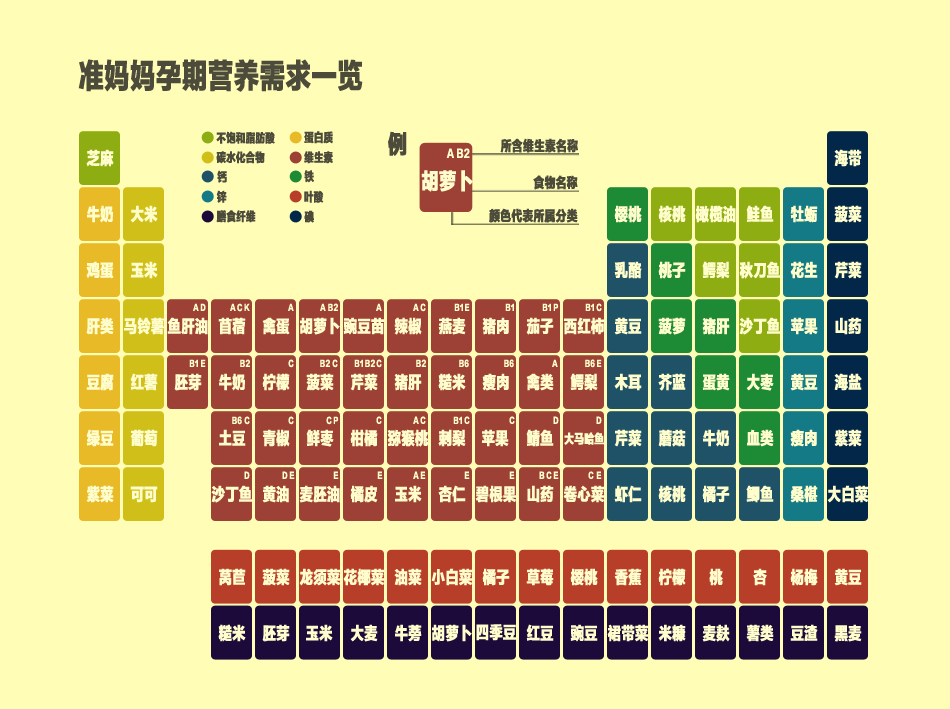 准妈妈孕期营养需求一览
不饱和脂肪酸 蛋白质
碳水化合物 维生素
钙 铁
锌 叶酸
膳食纤维 碘
例
A B2
胡萝卜
所含维生素名称
食物名称
颜色代表所属分类
芝麻 海带
牛奶 大米 樱桃 核桃 橄榄油 鲑鱼 牡蛎 菠菜
鸡蛋 玉米 乳酪 桃子 鳄梨 秋刀鱼 花生 芹菜
A D A C K A A B2 A A C B1E B1 B1P B1C
肝类 马铃薯 鱼肝油 苜蓿 禽蛋 胡萝卜 豌豆苗 辣椒 燕麦 猪肉 茄子 西红柿 黄豆 菠萝 猪肝 沙丁鱼 苹果 山药
B1 E B2 C B2 C B1B2C B2 B6 B6 A B6 E
豆腐 红薯 胚芽 牛奶 柠檬 菠菜 芹菜 猪肝 糙米 瘦肉 禽类 鳄梨 木耳 芥蓝 蛋黄 大枣 黄豆 海盐
B6 C C C P C A C B1C C D D
绿豆 葡萄 土豆 青椒 鲜枣 柑橘 猕猴桃 刺梨 苹果 鲭鱼 大马哈鱼 芹菜 蘑菇 牛奶 血类 瘦肉 紫菜
D D E E E A E E E B C E C E
紫菜 可可 沙丁鱼 黄油 麦胚油 橘皮 玉米 杏仁 碧根果 山药 卷心菜 虾仁 核桃 橘子 鲫鱼 桑椹 大白菜
莴苣 菠菜 龙须菜 花椰菜 油菜 小白菜 橘子 草莓 樱桃 香蕉 柠檬 桃 杏 杨梅 黄豆
糙米 胚芽 玉米 大麦 牛蒡 胡萝卜 四季豆 红豆 豌豆 裙带菜 米糠 麦麸 薯类 豆渣 黑麦